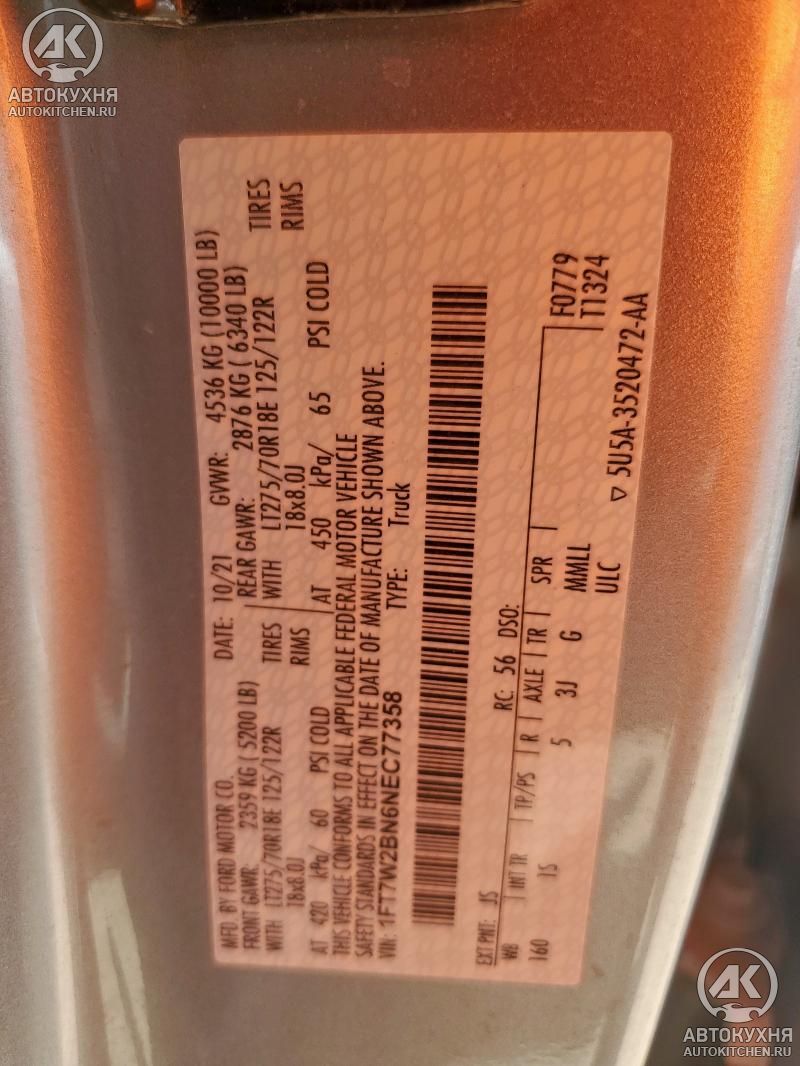 AK
АВТОКУХНЯ
AUTOKITCHEN.RU
MFD. BY FORD MOTOR CO. DATE: 10/21 GVWR: 4536 KG (10000 LB)
FRONT GAWR: 2359 KG ( 5200 LB) REAR GAWR: 2876 KG ( 6340 LB)
WITH LT275/70R18E 125/122R TIRES WITH LT275/70R18E 125/122R TIRES
18x8.0J RIMS 18x8.0J RIMS
AT 420 kPa/ 60 PSI COLD AT 450 kPa/ 65 PSI COLD
THIS VEHICLE CONFORMS TO ALL APPLICABLE FEDERAL MOTOR VEHICLE
SAFETY STANDARDS IN EFFECT ON THE DATE OF MANUFACTURE SHOWN ABOVE.
VIN: 1FT7W2BN6NEC77358 TYPE: Truck
EXT PNT: JS RC: 56 DSO: F0779
WB INT TR TP/PS R AXLE TR SPR T1324
160 1S 5 3J G MMLL
ULC ▽ 5U5A-3520472-AA
AK
АВТОКУХНЯ
AUTOKITCHEN.RU